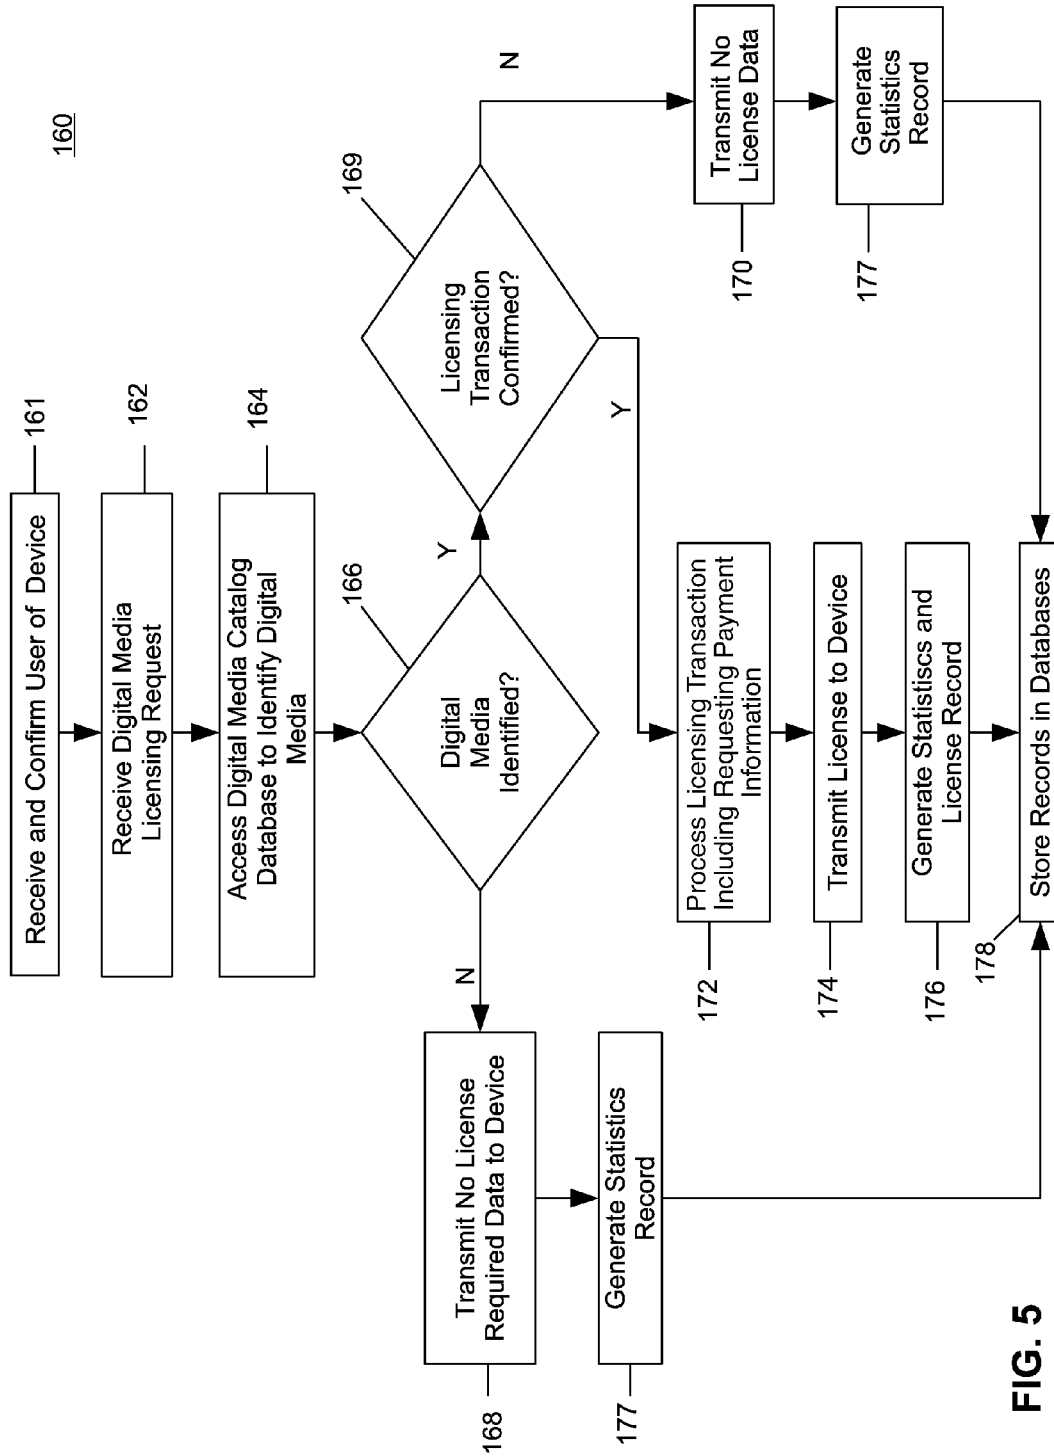 160
Receive and Confirm User of Device
161
Receive Digital Media
Licensing Request
162
Access Digital Media Catalog
Database to Identify Digital
Media
164
Digital
Media
Identified?
166
Y
N
Licensing
Transaction
Confirmed?
169
N
Y
Transmit No License
Required Data to Device
168
Generate Statistics
Record
177
Process Licensing Transaction
Including Requesting Payment
Information
172
Transmit License to Device
174
Generate Statiscs and
License Record
176
Transmit No
License Data
170
Generate
Statistics
Record
177
Store Records in Databases
178
FIG. 5